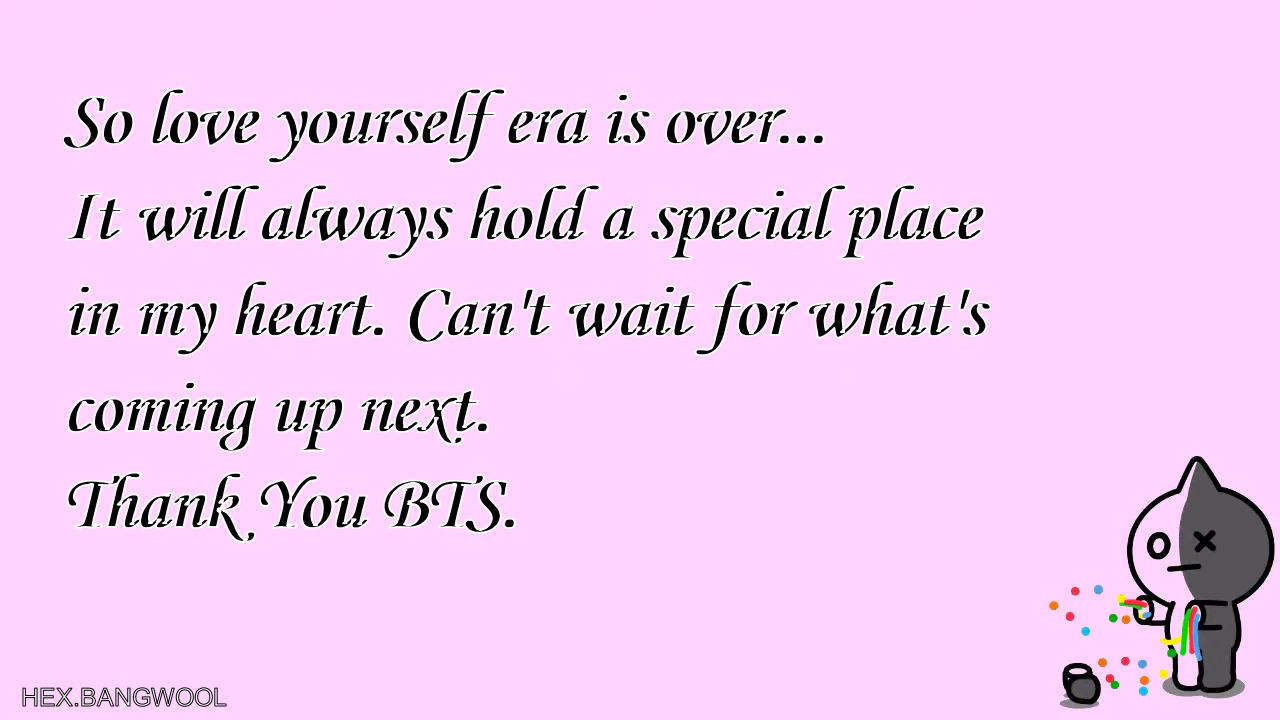 So love yourself era is over...
It will always hold a special place
in my heart. Can't wait for what's
coming up next.
Thank You BTS.
HEX.BANGWOOL